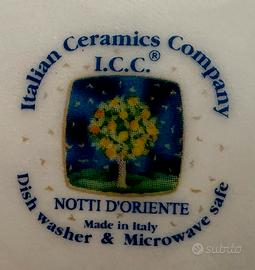 Italian Ceramics Company
I.C.C.®
NOTTI D'ORIENTE
Made in Italy
Dish washer & Microwave safe
subito